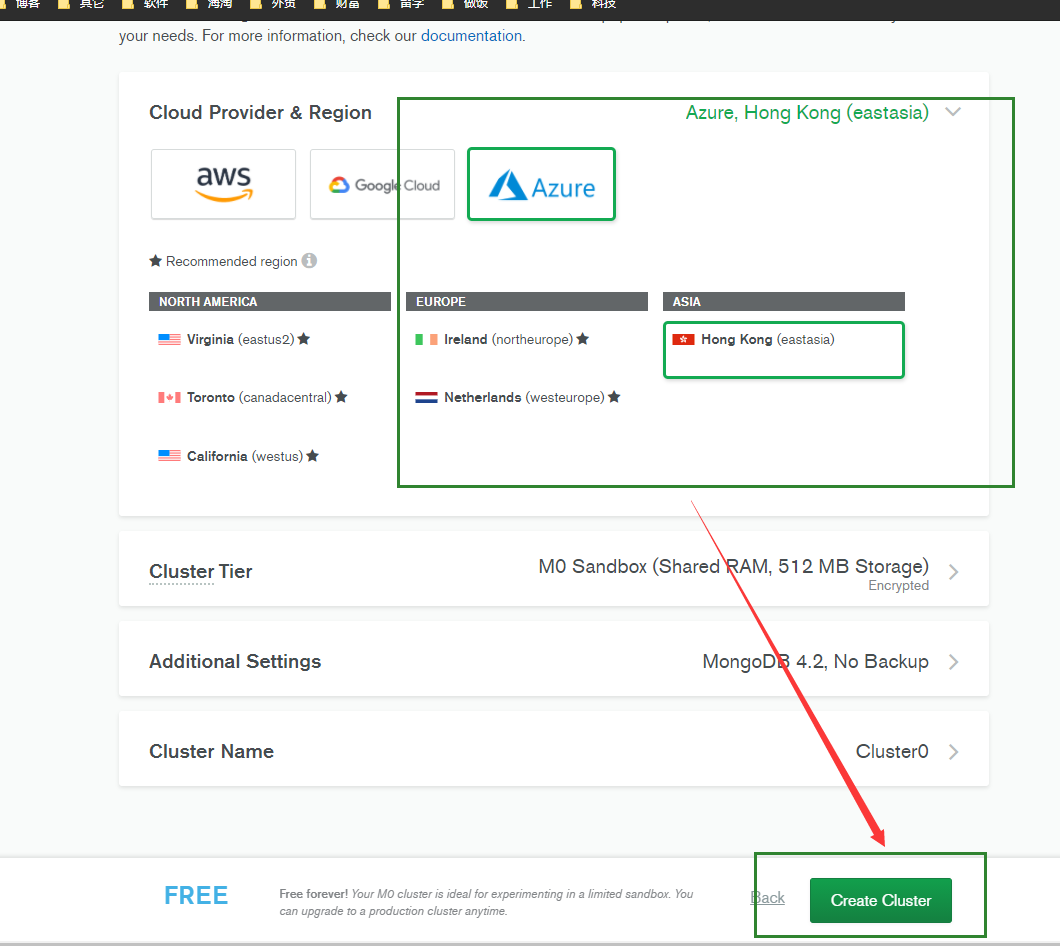 博客 其它 软件 海淘 外贸 财富 留学 做饭 工作 科技
your needs. For more information, check our documentation.
Cloud Provider & Region Azure, Hong Kong (eastasia)
aws Google Cloud Azure
Recommended region
NORTH AMERICA EUROPE ASIA
Virginia (eastus2) Ireland (northeurope) Hong Kong (eastasia)
Toronto (canadacentral) Netherlands (westeurope)
California (westus)
Cluster Tier M0 Sandbox (Shared RAM, 512 MB Storage)
Encrypted
Additional Settings MongoDB 4.2, No Backup
Cluster Name Cluster0
FREE Free forever! Your M0 cluster is ideal for experimenting in a limited sandbox. You
can upgrade to a production cluster anytime.
Back Create Cluster